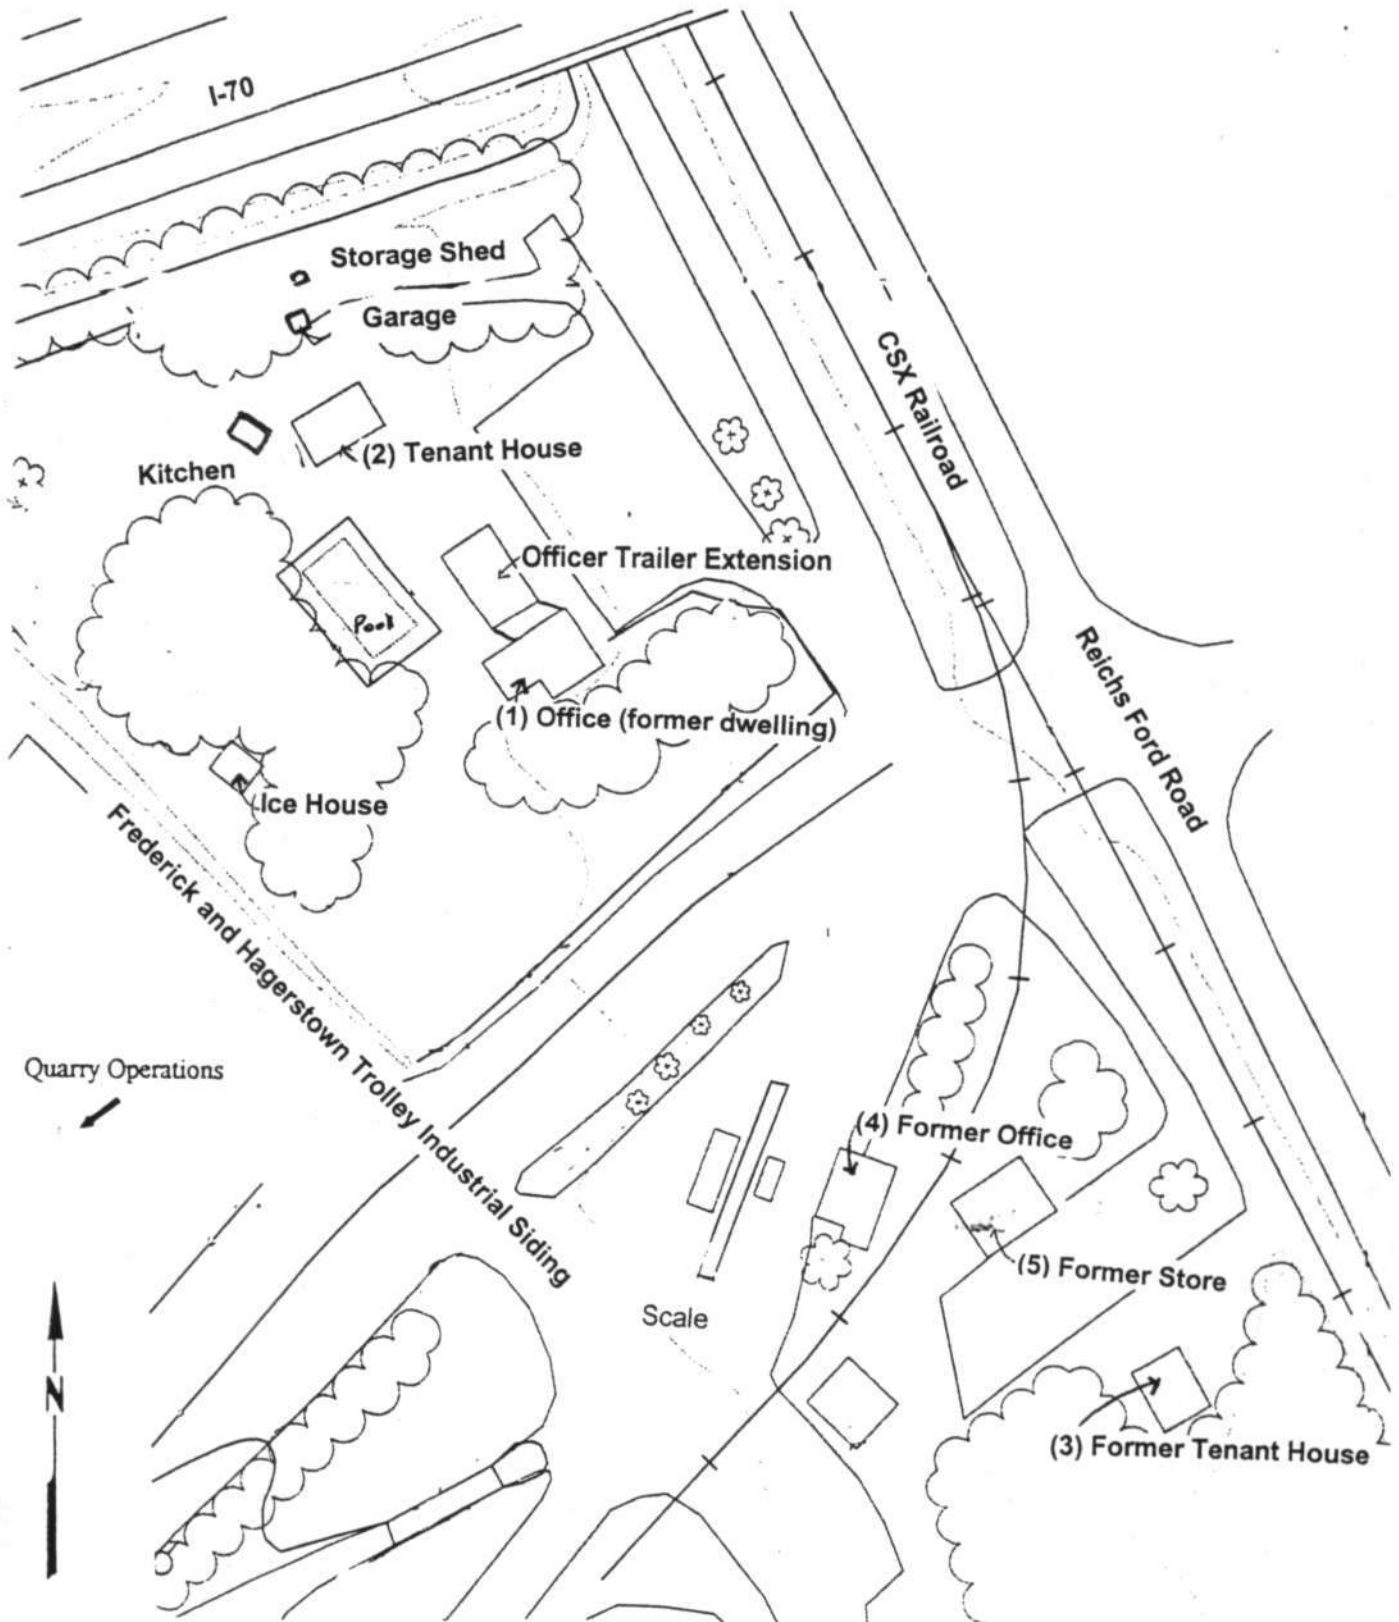 I-70
Storage Shed
Garage
CSX Railroad
(2) Tenant House
Kitchen
Officer Trailer Extension
Pool
Reichs Ford Road
(1) Office (former dwelling)
Ice House
Frederick and Hagerstown Trolley Industrial Siding
Quarry Operations
(4) Former Office
(5) Former Store
Scale
N
(3) Former Tenant House